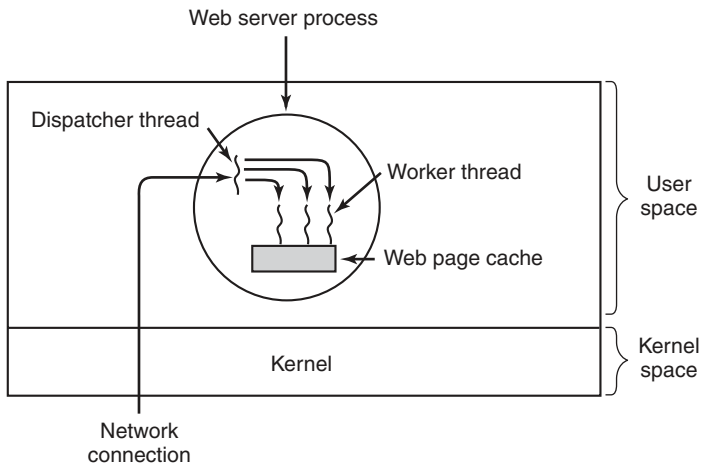 Web server process
Dispatcher thread
Worker thread
User
space
Web page cache
Kernel
Kernel
space
Network
connection